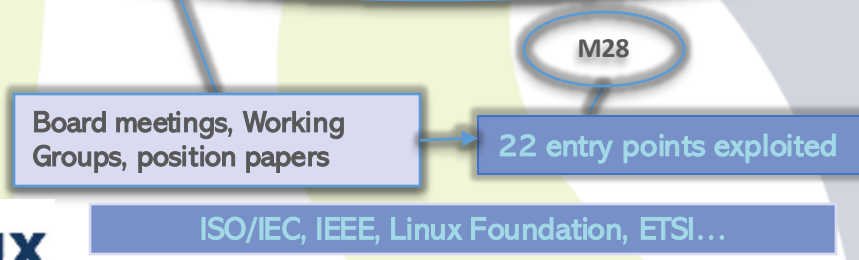 M28
Board meetings, Working
Groups, position papers
22 entry points exploited
ISO/IEC, IEEE, Linux Foundation, ETSI...